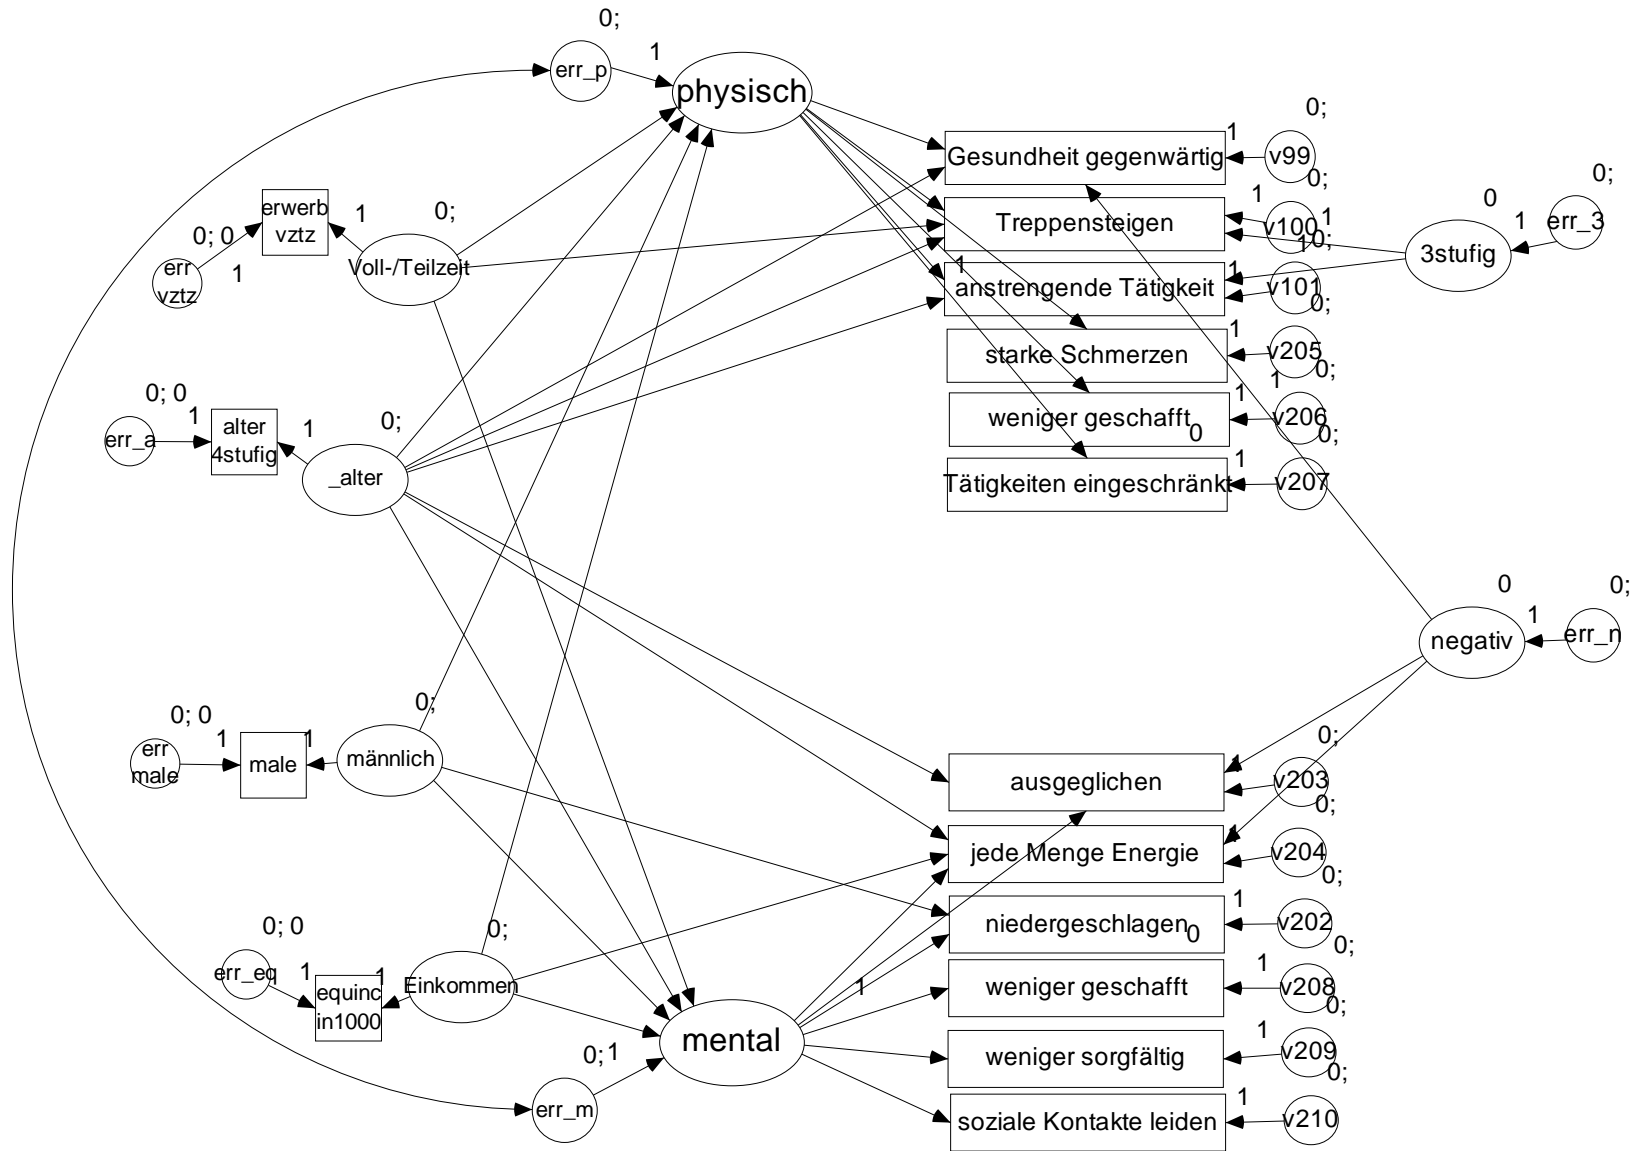 0;
err_p
1
physisch
0;
1
Gesundheit gegenwärtig
v99
0;
0
0;
1
err_3
3stufig
1
Treppensteigen
v100
1
0;
1
erwerb
vztz
1
0;
0; 0
1
err
vztz
Voll-/Teilzeit
1
anstrengende Tätigkeit
1
v101
0;
1
starke Schmerzen
v205
0;
1
1
weniger geschafft
0
v206
0;
1
Tätigkeiten eingeschränkt
v207
0; 0
1
err_a
alter
4stufig
1
0;
_alter
0
0;
1
negativ
err_n
0; 0
1
err
male
male
1
0;
männlich
0;
1
ausgeglichen
v203
0;
1
jede Menge Energie
v204
0;
1
niedergeschlagen
0
v202
0;
1
weniger geschafft
1
v208
0;
1
weniger sorgfältig
v209
0;
1
soziale Kontakte leiden
v210
0; 0
1
err_eq
equinc
in1000
1
0;
Einkommen
mental
0;
1
err_m